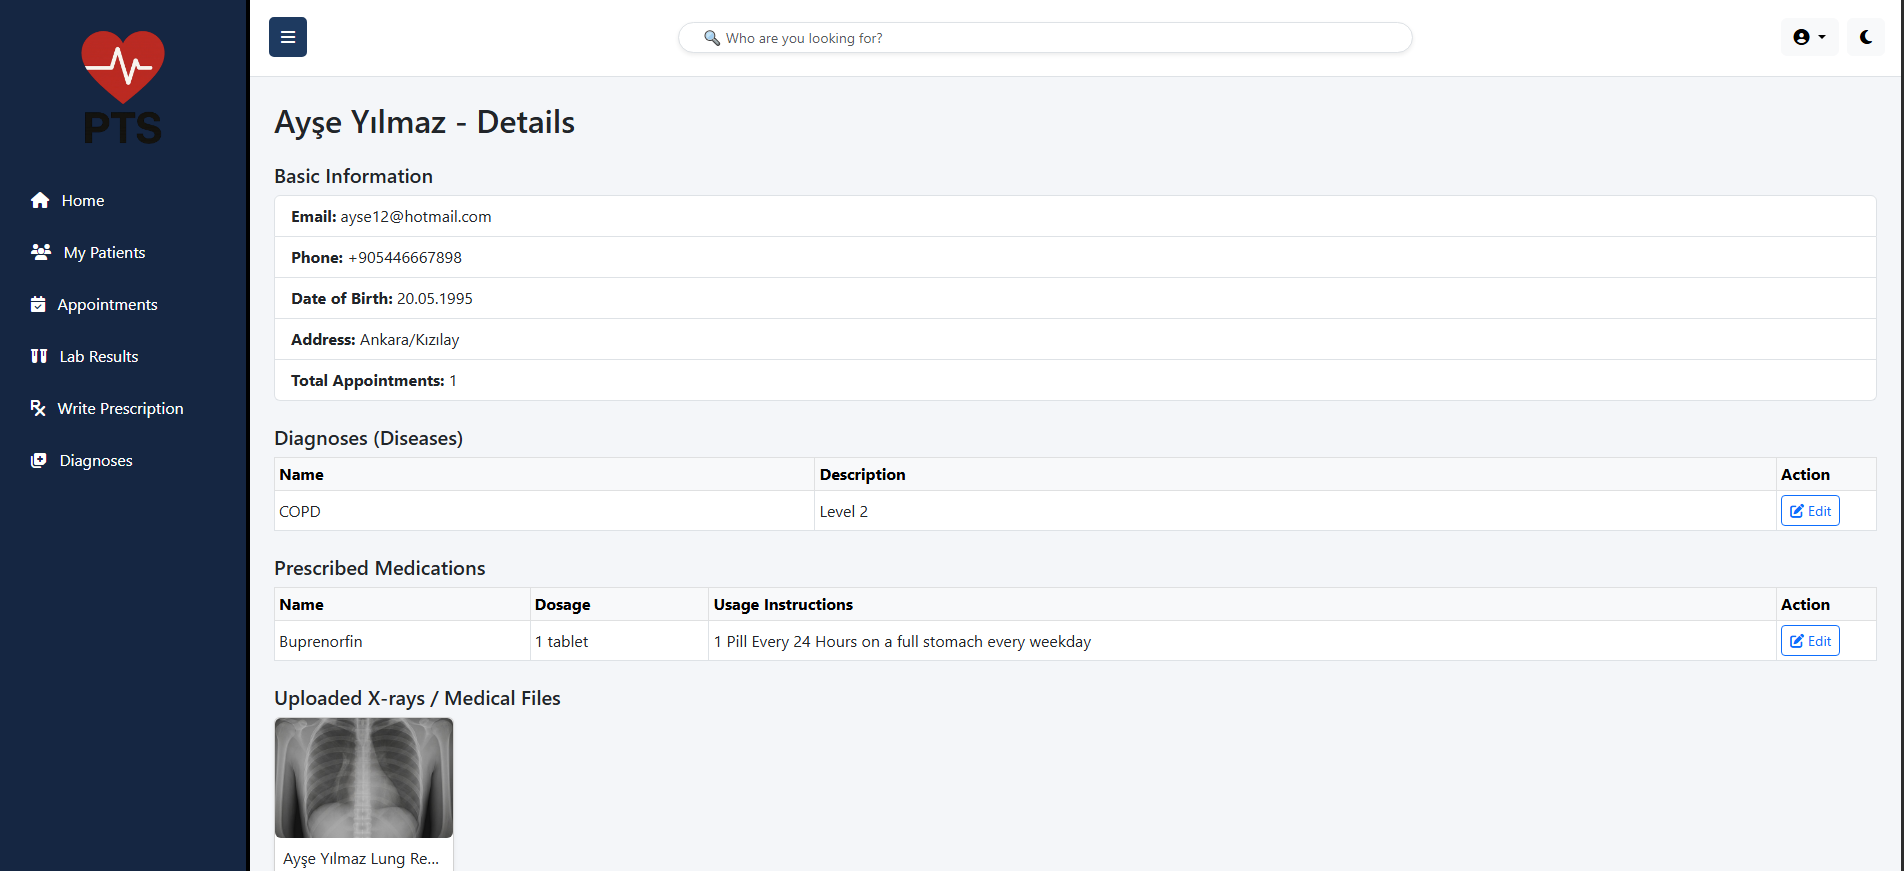 PTS
Home
My Patients
Appointments
Lab Results
Write Prescription
Diagnoses
Who are you looking for?
Ayşe Yılmaz - Details
Basic Information
Email: ayse12@hotmail.com
Phone: +905446667898
Date of Birth: 20.05.1995
Address: Ankara/Kızılay
Total Appointments: 1
Diagnoses (Diseases)
Name Description Action
COPD Level 2 Edit
Prescribed Medications
Name Dosage Usage Instructions Action
Buprenorfin 1 tablet 1 Pill Every 24 Hours on a full stomach every weekday Edit
Uploaded X-rays / Medical Files
Ayşe Yılmaz Lung Re...